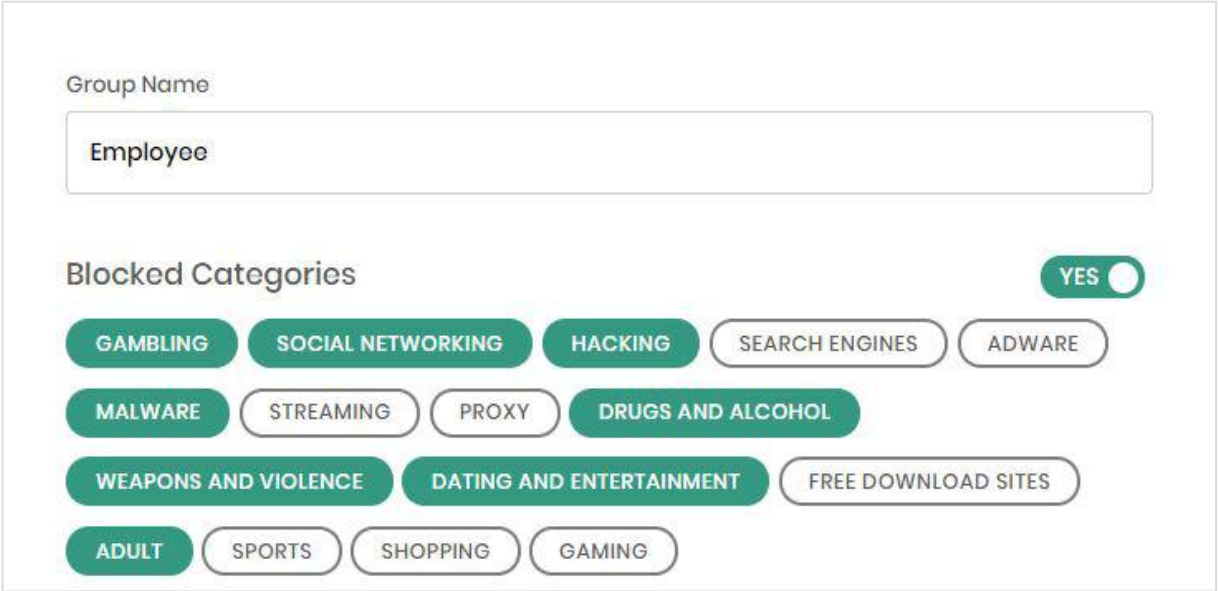 Group Name
Employee
Blocked Categories YES
GAMBLING SOCIAL NETWORKING HACKING SEARCH ENGINES ADWARE
MALWARE STREAMING PROXY DRUGS AND ALCOHOL
WEAPONS AND VIOLENCE DATING AND ENTERTAINMENT FREE DOWNLOAD SITES
ADULT SPORTS SHOPPING GAMING